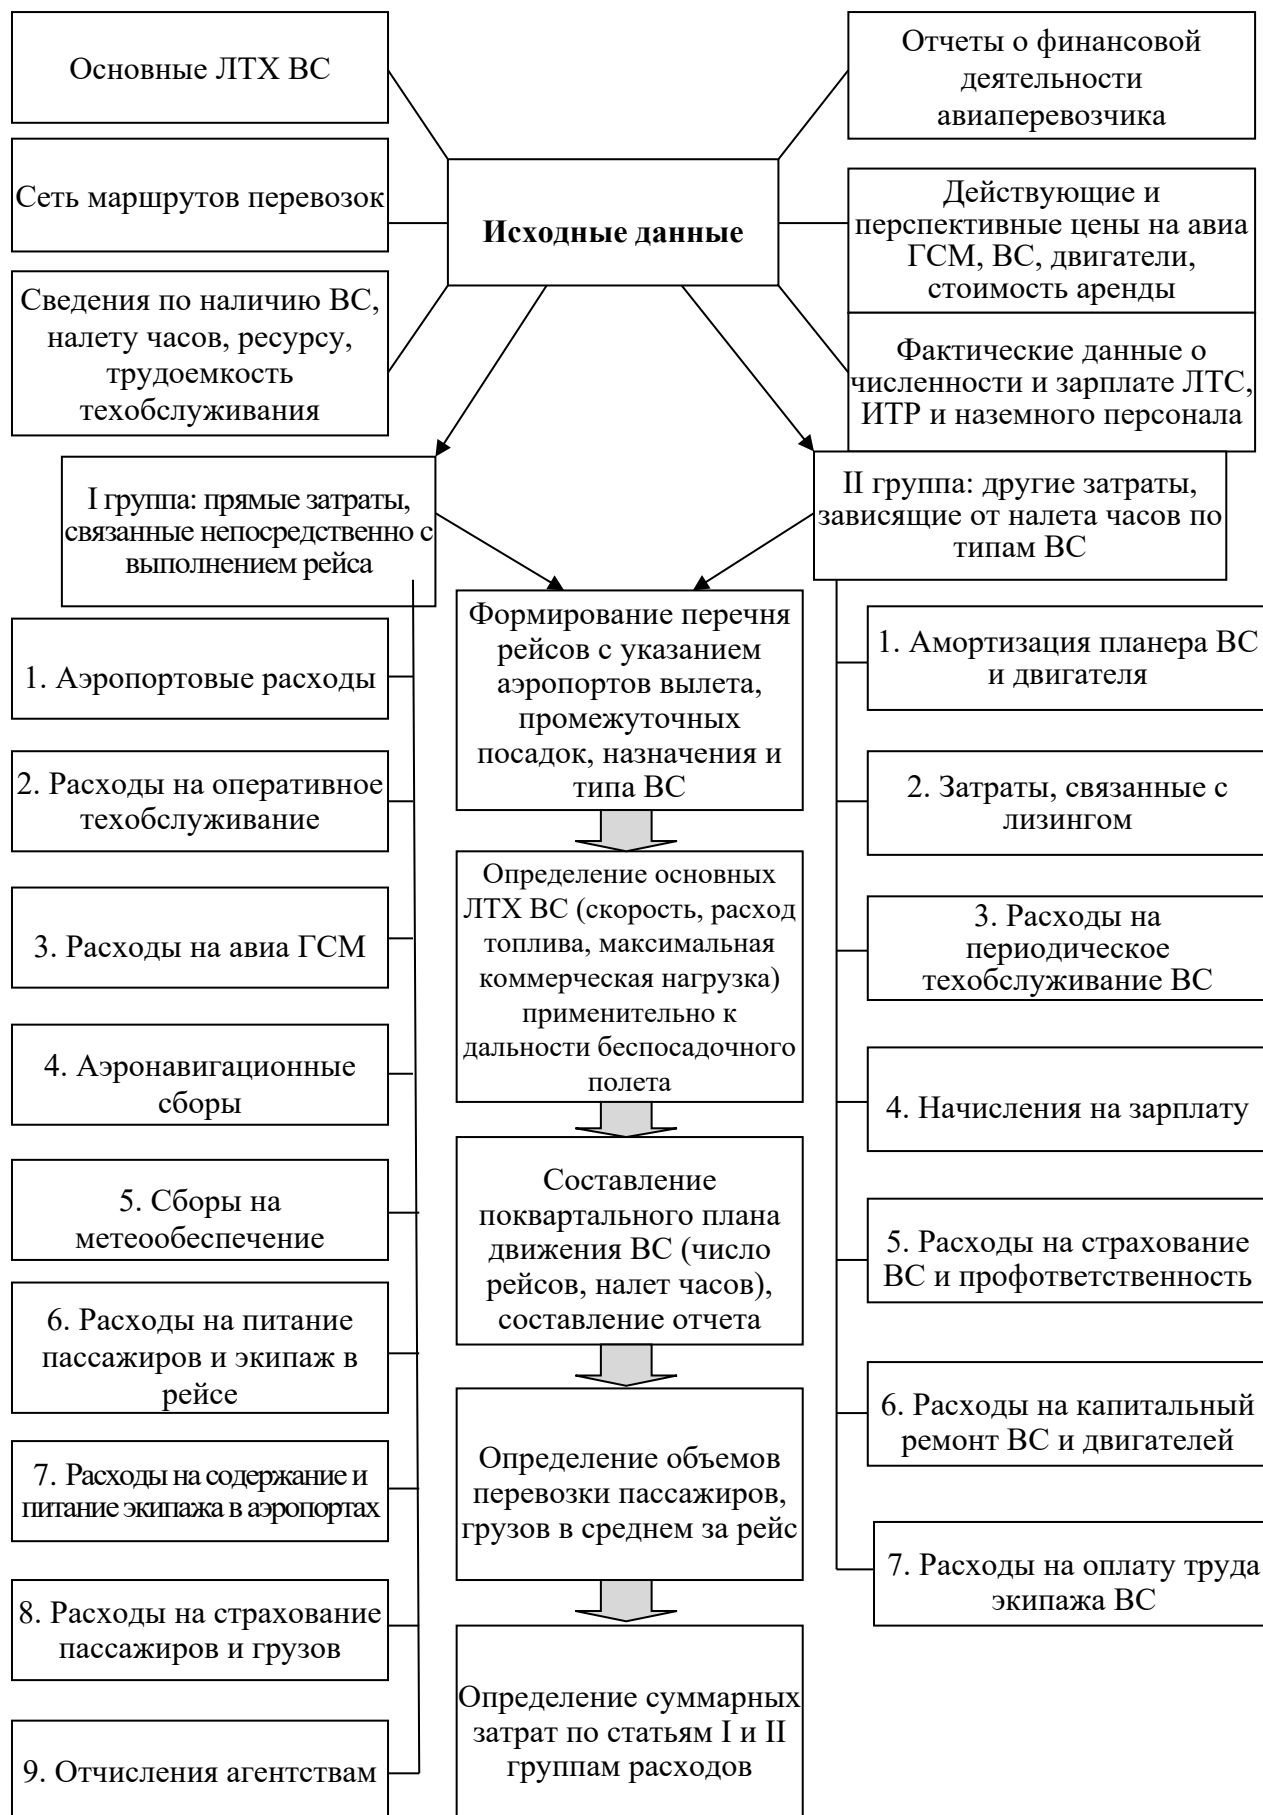 Основные ЛТХ ВС
Сеть маршрутов перевозок
Сведения по наличию ВС,
налету часов, ресурсу,
трудоемкость
техобслуживания
Исходные данные
Отчеты о финансовой
деятельности
авиаперевозчика
Действующие и
перспективные цены на авиа
ГСМ, ВС, двигатели,
стоимость аренды
Фактические данные о
численности и зарплате ЛТС,
ИТР и наземного персонала
I группа: прямые затраты,
связанные непосредственно с
выполнением рейса
II группа: другие затраты,
зависящие от налета часов по
типам ВС
1. Аэропортовые расходы
2. Расходы на оперативное
техобслуживание
3. Расходы на авиа ГСМ
4. Аэронавигационные
сборы
5. Сборы на
метеообеспечение
6. Расходы на питание
пассажиров и экипаж в
рейсе
7. Расходы на содержание и
питание экипажа в аэропортах
8. Расходы на страхование
пассажиров и грузов
9. Отчисления агентствам
Формирование перечня
рейсов с указанием
аэропортов вылета,
промежуточных
посадок, назначения и
типа ВС
Определение основных
ЛТХ ВС (скорость, расход
топлива, максимальная
коммерческая нагрузка)
применительно к
дальности беспосадочного
полета
Составление
поквартального плана
движения ВС (число
рейсов, налет часов),
составление отчета
Определение объемов
перевозки пассажиров,
грузов в среднем за рейс
Определение суммарных
затрат по статьям I и II
группам расходов
1. Амортизация планера ВС
и двигателя
2. Затраты, связанные с
лизингом
3. Расходы на
периодическое
техобслуживание ВС
4. Начисления на зарплату
5. Расходы на страхование
ВС и профответственность
6. Расходы на капитальный
ремонт ВС и двигателей
7. Расходы на оплату труда
экипажа ВС